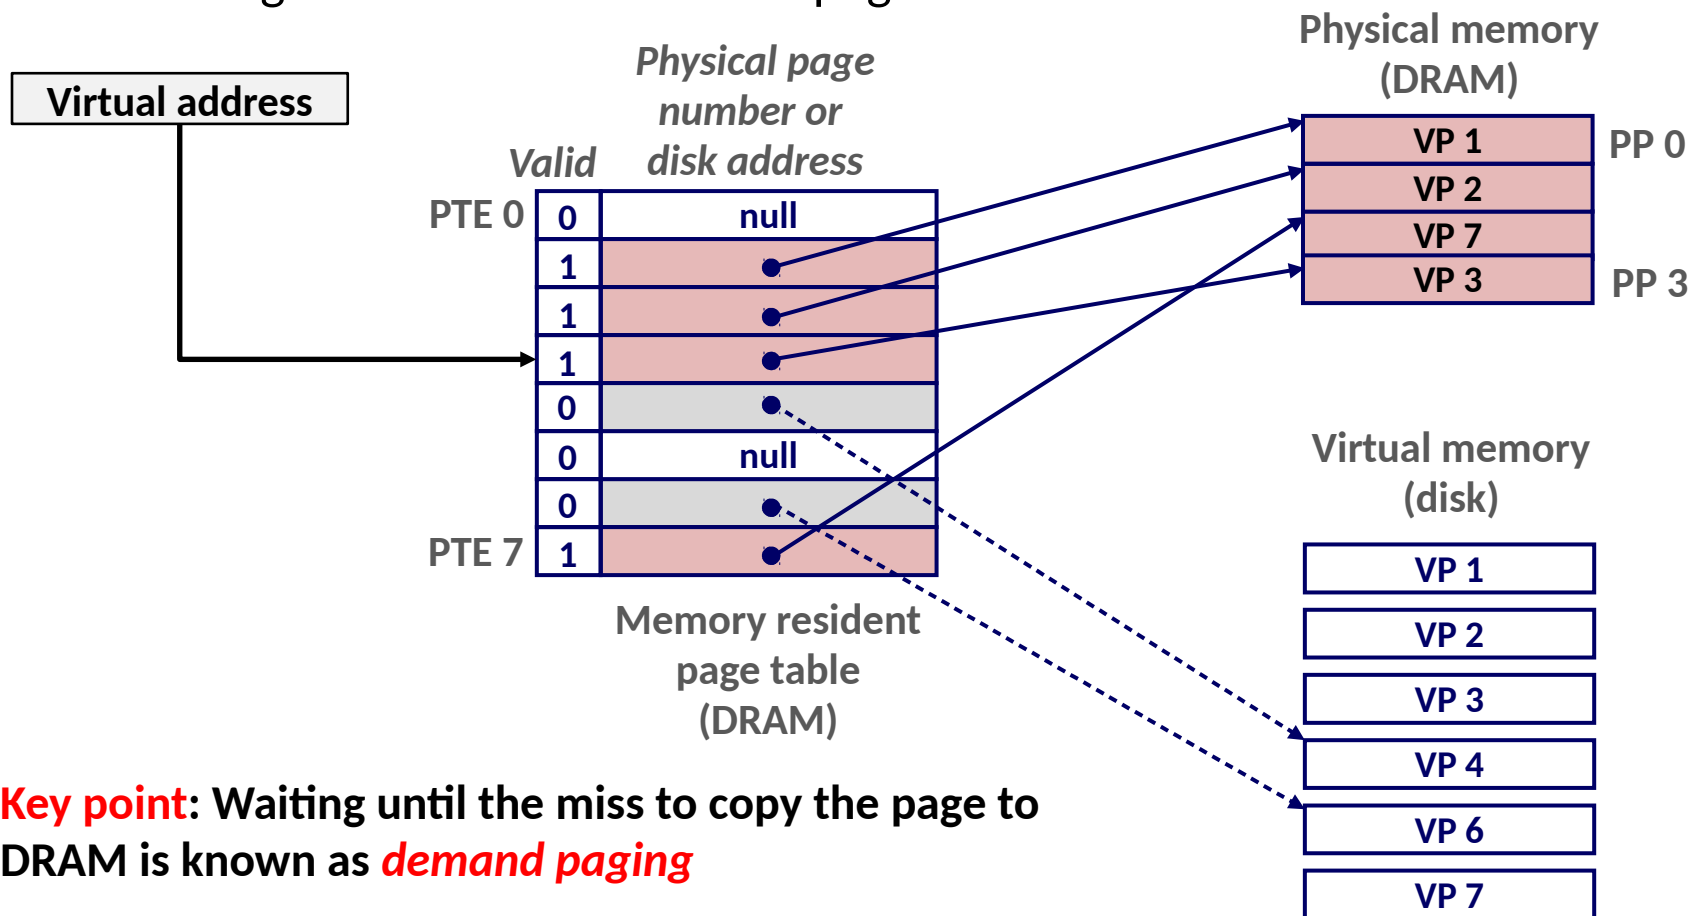 Physical memory
(DRAM)
Physical page
number or
disk address
Virtual address
Valid
VP 1 PP 0
VP 2
VP 7
VP 3 PP 3
PTE 0 0 null
1
1
1
0
0 null
0
PTE 7 1
Virtual memory
(disk)
VP 1
VP 2
VP 3
VP 4
VP 6
VP 7
Memory resident
page table
(DRAM)
Key point: Waiting until the miss to copy the page to
DRAM is known as demand paging